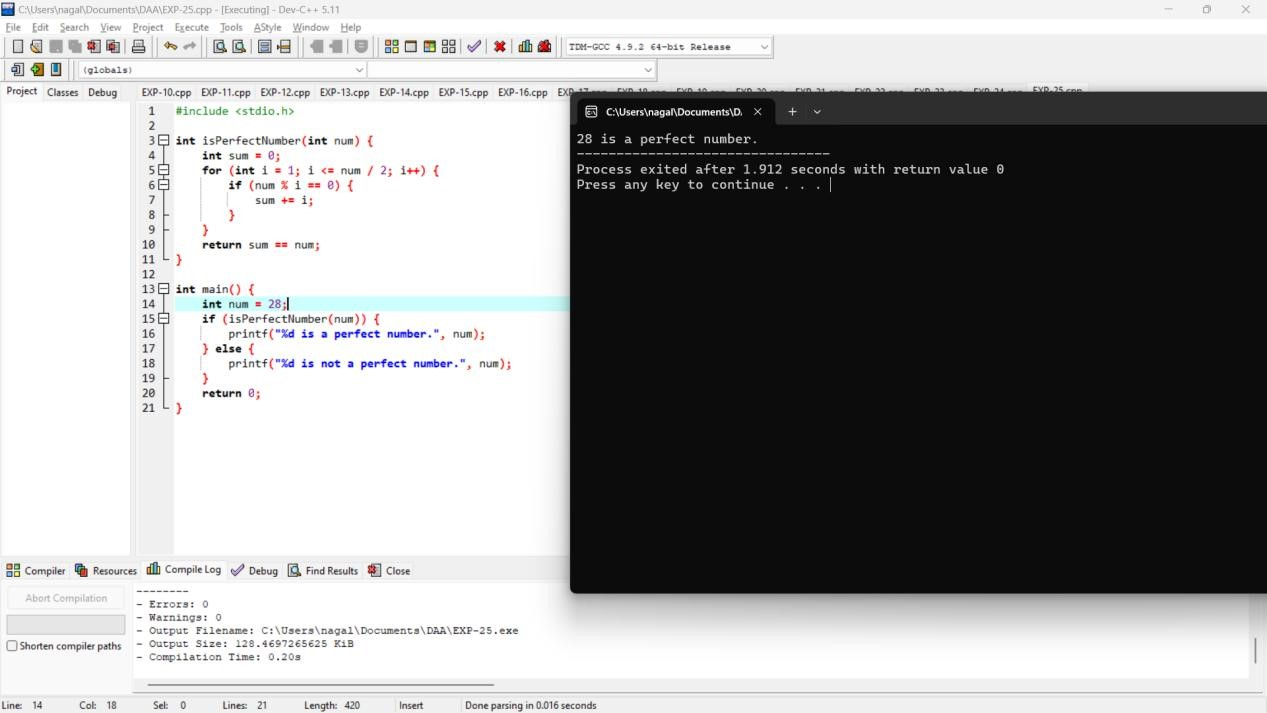 C:\Users\nagal\Documents\DAA\EXP-25.cpp - [Executing] - Dev-C++ 5.11
File Edit Search View Project Execute Tools AStyle Window Help
TDM-GCC 4.9.2 64-bit Release
(globals)
Project Classes Debug
EXP-10.cpp EXP-11.cpp EXP-12.cpp EXP-13.cpp EXP-14.cpp EXP-15.cpp EXP-16.cpp
1 #include <stdio.h>
2
3 int isPerfectNumber(int num) {
4 int sum = 0;
5 for (int i = 1; i <= num / 2; i++) {
6 if (num % i == 0) {
7 sum += i;
8 }
9 }
10 return sum == num;
11 }
12
13 int main() {
14 int num = 28;
15 if (isPerfectNumber(num)) {
16 printf("%d is a perfect number.", num);
17 } else {
18 printf("%d is not a perfect number.", num);
19 }
20 return 0;
21 }
C:\Users\nagal\Documents\D.
28 is a perfect number.
--------------------------------
Process exited after 1.912 seconds with return value 0
Press any key to continue . . .
Compiler Resources Compile Log Debug Find Results Close
Abort Compilation
Shorten compiler paths
--------
- Errors: 0
- Warnings: 0
- Output Filename: C:\Users\nagal\Documents\DAA\EXP-25.exe
- Output Size: 128.4697265625 KiB
- Compilation Time: 0.20s
Line: 14 Col: 18 Sel: 0 Lines: 21 Length: 420 Insert Done parsing in 0.016 seconds